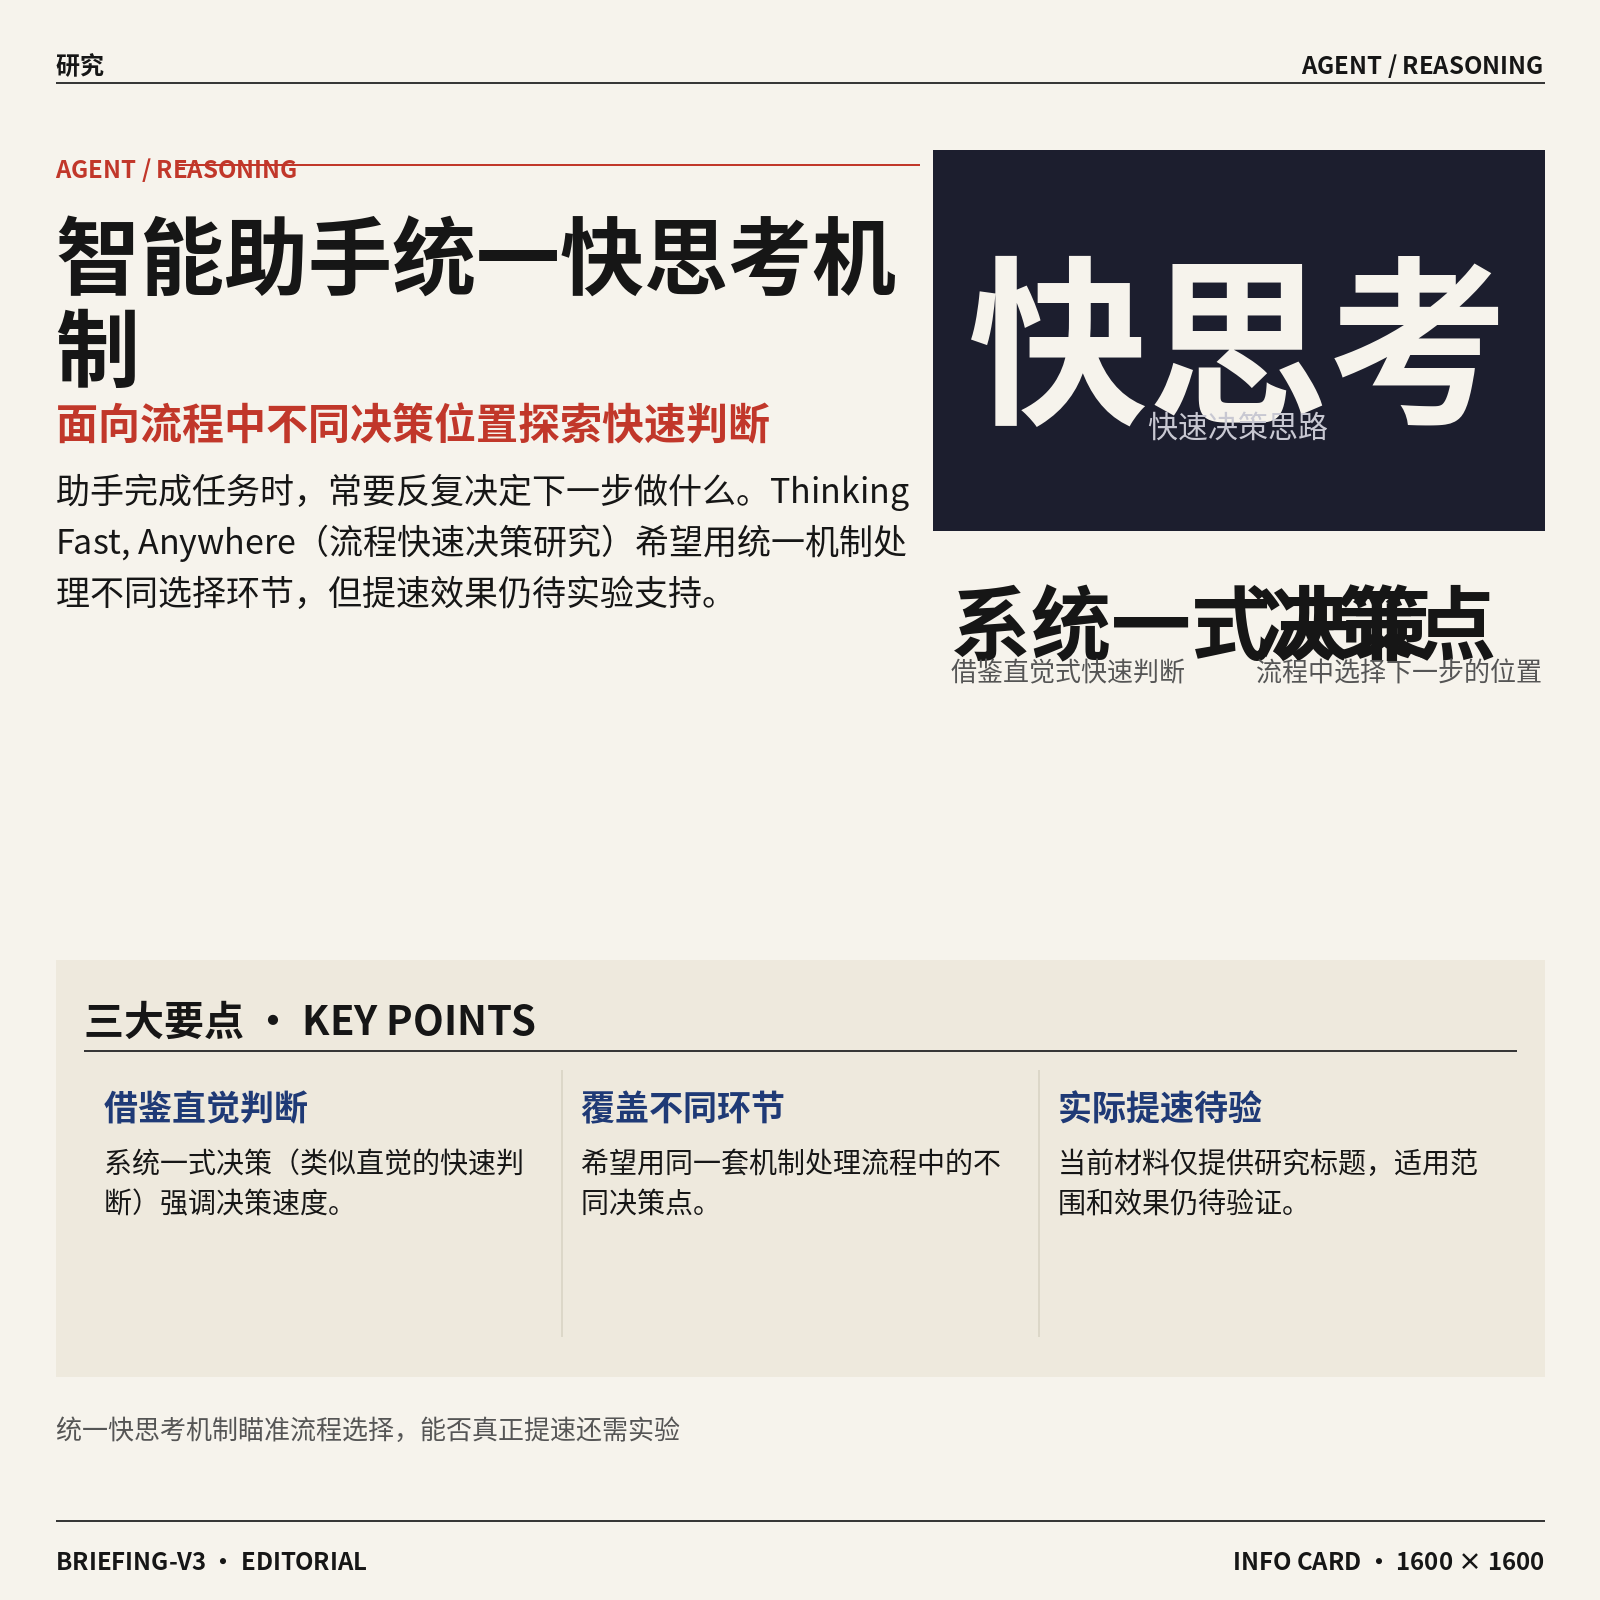 研究
AGENT / REASONING
AGENT / REASONING
智能助手统一快思考机
制
面向流程中不同决策位置探索快速判断
助手完成任务时，常要反复决定下一步做什么。Thinking
Fast, Anywhere（流程快速决策研究）希望用统一机制处
理不同选择环节，但提速效果仍待实验支持。
快思考
快速决策思路
系统一式决策
决策点
借鉴直觉式快速判断
流程中选择下一步的位置
三大要点 • KEY POINTS
借鉴直觉判断
系统一式决策（类似直觉的快速判
断）强调决策速度。
覆盖不同环节
希望用同一套机制处理流程中的不
同决策点。
实际提速待验
当前材料仅提供研究标题，适用范
围和效果仍待验证。
统一快思考机制瞄准流程选择，能否真正提速还需实验
BRIEFING-V3 • EDITORIAL
INFO CARD • 1600 × 1600